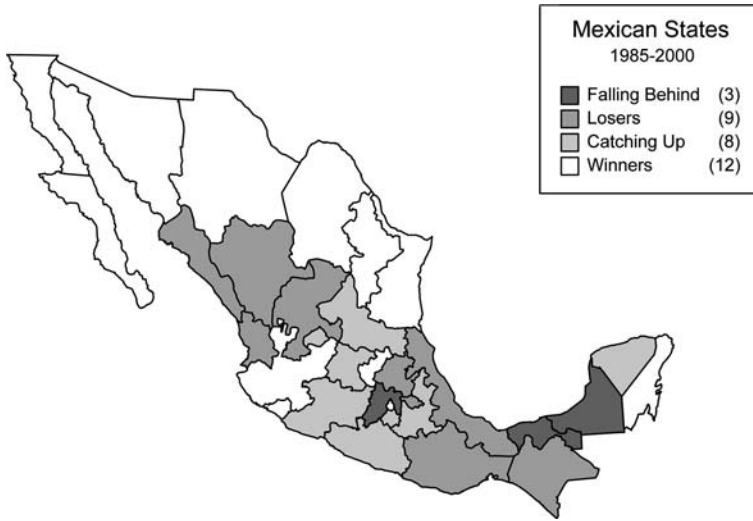 Mexican States
1985-2000
Falling Behind (3)
Losers (9)
Catching Up (8)
Winners (12)